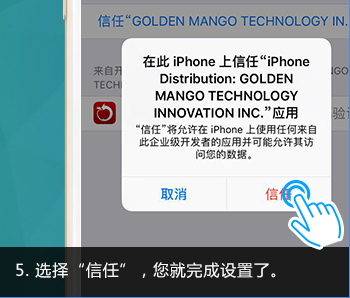 信任“GOLDEN MANGO TECHNOLOGY IN.
在此 iPhone 上信任“iPhone
Distribution: GOLDEN
MANGO TECHNOLOGY
INNOVATION INC.”应用
“信任”将允许在 iPhone 上使用任何来自
此企业级开发者的应用并可能允许其访
问您的数据。
取消
信任
5. 选择“信任”，您就完成设置了。